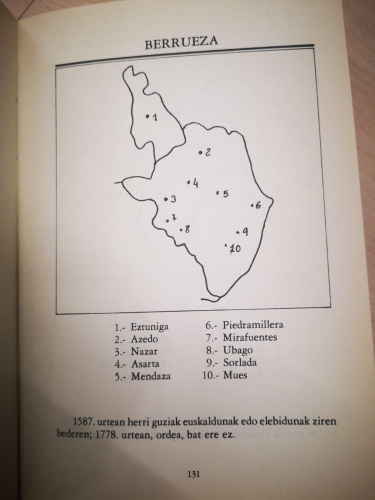 BERRUEZA
1
2
4
5
3
6
7
8
9
10
1.- Eztuniga
2.- Azedo
3.- Nazar
4.- Asarta
5.- Mendaza
6.- Piedramillera
7.- Mirafuentes
8.- Ubago
9.- Sorlada
10.- Mues
1587. urtean herri guziak euskaldunak edo elebidunak ziren
bederen; 1778. urtean, ordea, bat ere ez.
131